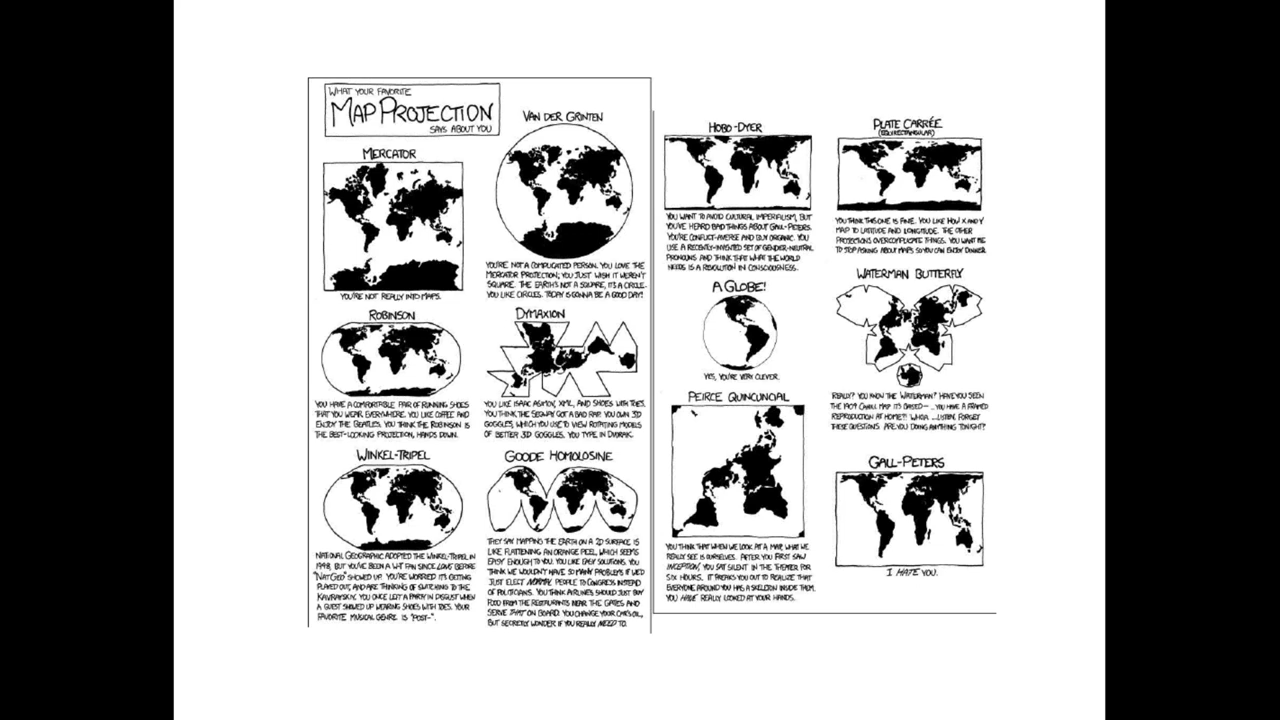 WHAT YOUR FAVORITE
MAP PROJECTION
SAYS ABOUT YOU
MERCATOR
YOU'RE NOT REALLY INTO MAPS.
VAN DER GRINTEN
YOU'RE NOT A COMPLICATED PERSON. YOU LOVE THE
MERCATOR PROJECTION; YOU JUST WISH IT WEREN'T
SQUARE. THE EARTH'S NOT A SQUARE, IT'S A CIRCLE.
YOU LIKE CIRCLES. TODAY IS GONNA BE A GOOD DAY!
ROBINSON
YOU HAVE A COMFORTABLE PAIR OF RUNNING SHOES
THAT YOU WEAR EVERYWHERE. YOU LIKE COFFEE AND
ENJOY THE BEATLES. YOU THINK THE ROBINSON IS
THE BEST-LOOKING PROJECTION, HANDS DOWN.
DYMAXION
YOU LIKE ISAAC ASIMOV, XML, AND SHOES WITH TOES.
YOU THINK THE SEGWAY GOT A BAD RAP. YOU OWN 3D
GOGGLES, WHICH YOU USE TO VIEW ROTATING MODELS
OF BETTER 3D GOGGLES. YOU TYPE IN DVORAK.
WINKEL-TRIPEL
NATIONAL GEOGRAPHIC ADOPTED THE WINKEL-TRIPEL IN
1998, BUT YOU'VE BEEN A WT FAN SINCE LONG BEFORE
"NAT GEO" SHOWED UP. YOU'RE WORRIED IT'S GETTING
PLAYED OUT, AND ARE THINKING OF SWITCHING TO THE
KAVRAYSKIY. YOU ONCE LEFT A PARTY IN DISGUST WHEN
A GUEST SHOWED UP WEARING SHOES WITH TOES. YOUR
FAVORITE MUSICAL GENRE IS "POST-".
GOODE HOMOLOSINE
THEY SAY MAPPING THE EARTH ON A 2D SURFACE IS
LIKE FLATTENING AN ORANGE PEEL, WHICH SEEMS
EASY ENOUGH TO YOU. YOU LIKE EASY SOLUTIONS. YOU
THINK WE WOULDN'T HAVE SO MANY PROBLEMS IF WE'D
JUST ELECT NORMAL PEOPLE TO CONGRESS INSTEAD
OF POLITICIANS. YOU THINK AIRLINES SHOULD JUST BUY
FOOD FROM THE RESTAURANTS NEAR THE GATES AND
SERVE THAT ON BOARD. YOU CHANGE YOUR CAR'S OIL,
BUT SECRETLY WONDER IF YOU REALLY NEED TO.
HOBO-DYER
YOU WANT TO AVOID CULTURAL IMPERIALISM, BUT
YOU'VE HEARD BAD THINGS ABOUT GALL-PETERS.
YOU'RE CONFLICT-AVERSE AND BUY ORGANIC. YOU
USE A RECENTLY-INVENTED SET OF GENDER-NEUTRAL
PRONOUNS AND THINK THAT WHAT THE WORLD
NEEDS IS A REVOLUTION IN CONSCIOUSNESS.
PLATE CARRÉE
(EQUIRECTANGULAR)
YOU THINK THIS ONE IS FINE. YOU LIKE HOW X AND Y
MAP TO LATITUDE AND LONGITUDE. THE OTHER
PROJECTIONS OVERCOMPLICATE THINGS. YOU WANT ME
TO STOP ASKING ABOUT MAPS SO YOU CAN ENJOY DINNER.
A GLOBE!
YES, YOU'RE VERY CLEVER.
WATERMAN BUTTERFLY
REALLY? YOU KNOW THE WATERMAN? HAVE YOU SEEN
THE 1909 CAHILL MAP IT'S BASED— ...YOU HAVE A FRAMED
REPRODUCTION AT HOME?! WHOA. ...LISTEN, FORGET
THESE QUESTIONS. ARE YOU DOING ANYTHING TONIGHT?
PEIRCE QUINCUNCIAL
YOU THINK THAT WHEN WE LOOK AT A MAP, WHAT WE
REALLY SEE IS OURSELVES. AFTER YOU FIRST SAW
INCEPTION, YOU SAT SILENT IN THE THEATER FOR
SIX HOURS. IT FREAKS YOU OUT TO REALIZE THAT
EVERYONE AROUND YOU HAS A SKELETON INSIDE THEM.
YOU HAVE REALLY LOOKED AT YOUR HANDS.
GALL-PETERS
I HATE YOU.